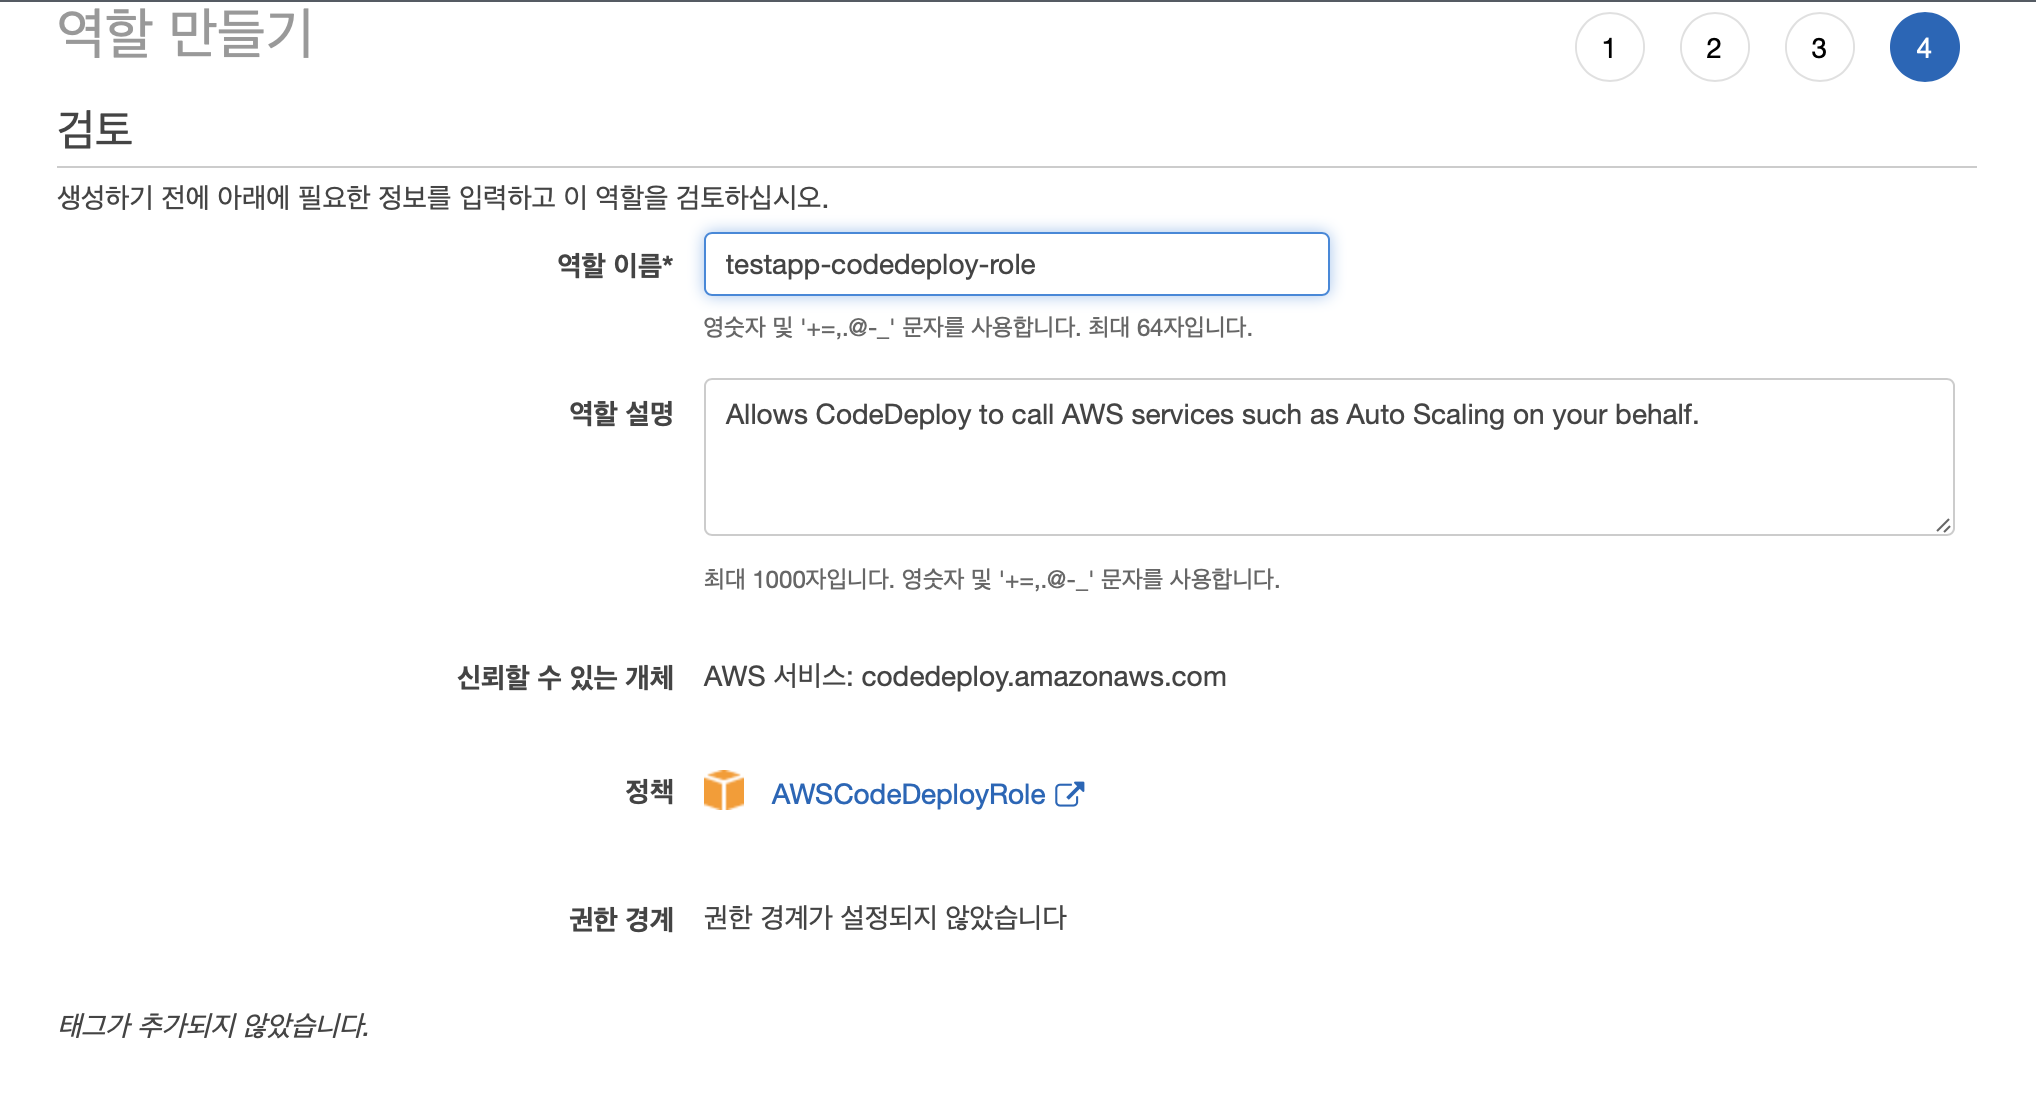 역할 만들기
1 2 3 4
검토
생성하기 전에 아래에 필요한 정보를 입력하고 이 역할을 검토하십시오.
역할 이름* testapp-codedeploy-role
영숫자 및 '+=,.@-_' 문자를 사용합니다. 최대 64자입니다.
역할 설명 Allows CodeDeploy to call AWS services such as Auto Scaling on your behalf.
최대 1000자입니다. 영숫자 및 '+=,.@-_' 문자를 사용합니다.
신뢰할 수 있는 개체 AWS 서비스: codedeploy.amazonaws.com
정책 AWSCodeDeployRole
권한 경계 권한 경계가 설정되지 않았습니다
태그가 추가되지 않았습니다.